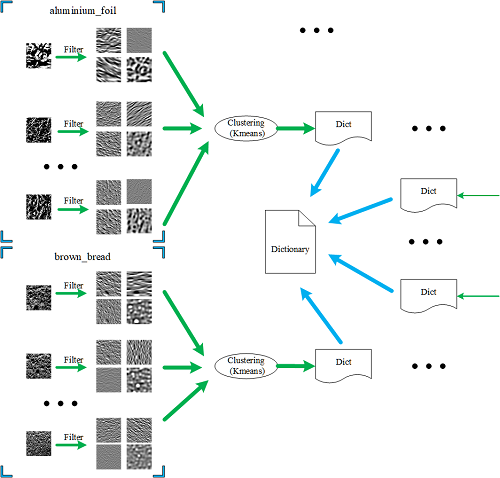 aluminium_foil
Filter
Filter
Filter
Clustering
(Kmeans)
Dict
Dict
Dictionary
brown_bread
Filter
Filter
Filter
Clustering
(Kmeans)
Dict
Dict